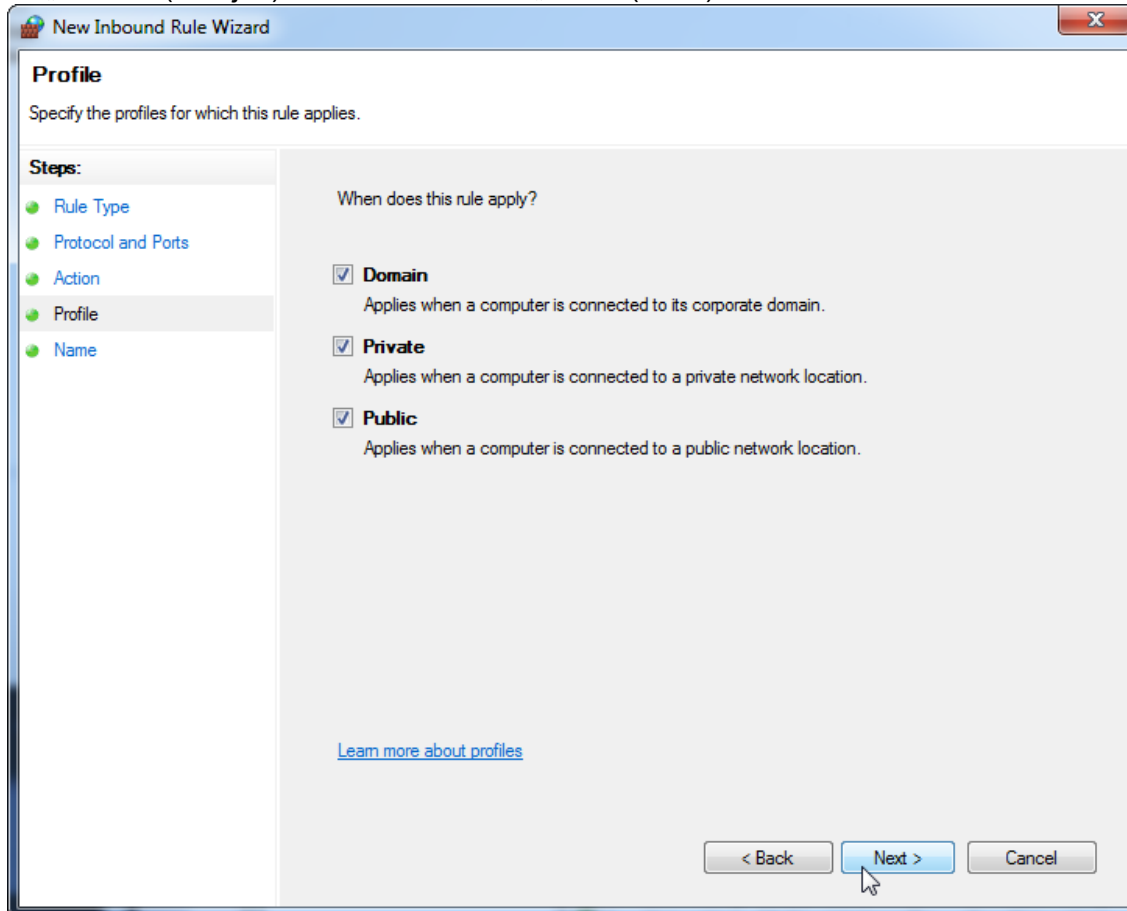 New Inbound Rule Wizard
Profile
Specify the profiles for which this rule applies.
Steps:
Rule Type
Protocol and Ports
Action
Profile
Name
When does this rule apply?
Domain
Applies when a computer is connected to its corporate domain.
Private
Applies when a computer is connected to a private network location.
Public
Applies when a computer is connected to a public network location.
Learn more about profiles
< Back
Next >
Cancel